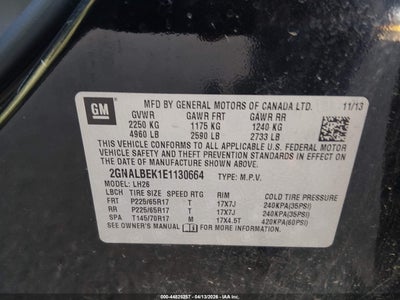 GM
MFD BY GENERAL MOTORS OF CANADA LTD. 11/13
GVWR GAWR FRT GAWR RR
2250 KG 1175 KG 1240 KG
4960 LB 2590 LB 2733 LB
THIS VEHICLE CONFORMS TO ALL APPLICABLE U.S. FEDERAL MOTOR
VEHICLE SAFETY, BUMPER, AND THEFT PREVENTION STANDARDS
IN EFFECT ON THE DATE OF MANUFACTURE SHOWN ABOVE.
2GNALBEK1E1130664 TYPE: M.P.V.
MODEL: LH26
LBCH TIRE SIZE SPEED RTG RIM COLD TIRE PRESSURE
FRT P225/65R17 T 17X7J 240KPA(35PSI)
RR P225/65R17 T 17X7J 240KPA(35PSI)
SPA T145/70R17 M 17X4.5T 420KPA(60PSI)
SEE OWNER'S MANUAL FOR MORE INFORMATION.
IN: 44826257 - 04/13/2026 - IAA Inc